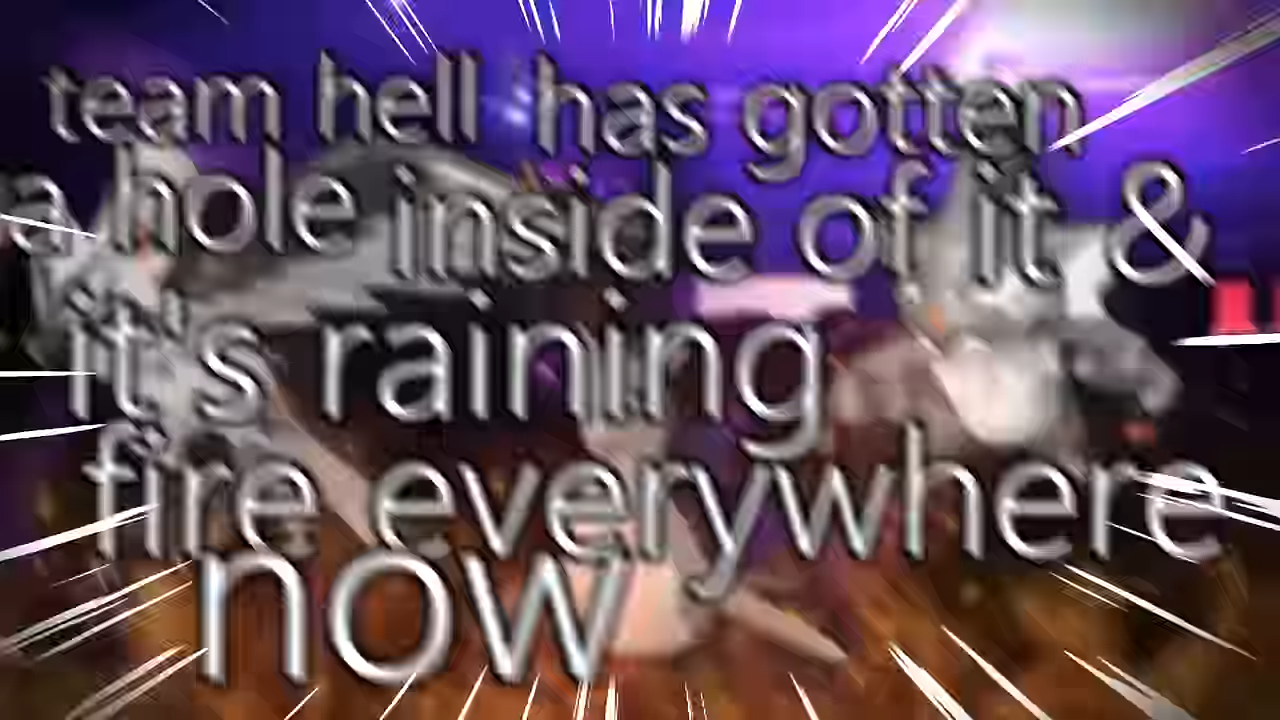 team hell has gotten
a hole inside of it &
it's raining
fire everywhere
now